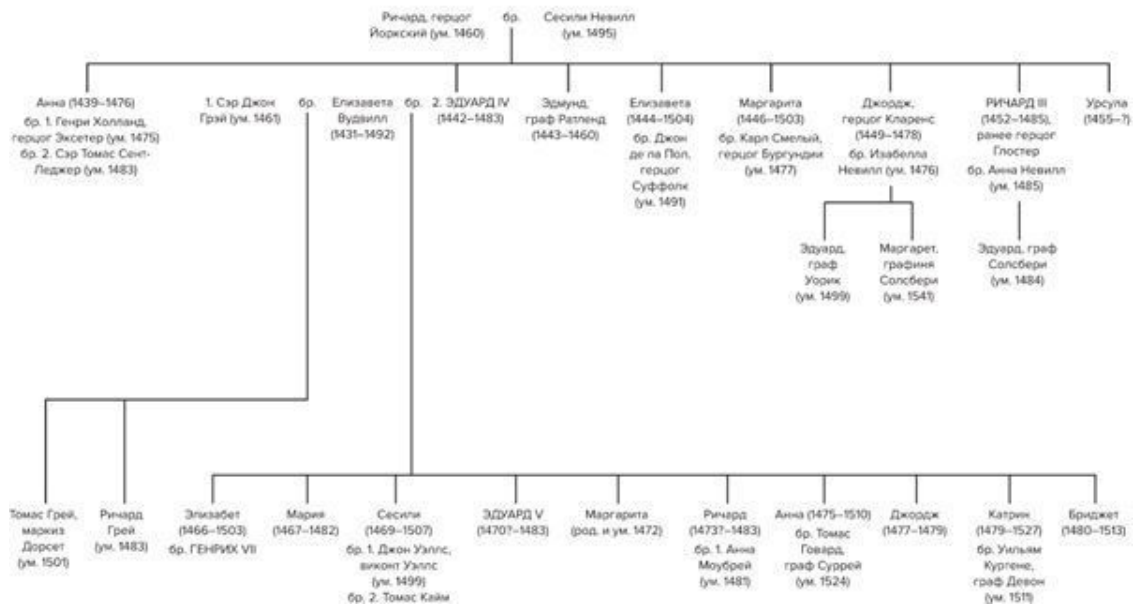 Ричард, герцог
Йоркский (ум. 1460)
бр.
Сесили Невилл
(ум. 1495)
Анна (1439–1476)
бр. 1. Генри Холланд,
герцог Эксетер (ум. 1475)
бр. 2. Сэр Томас Сент-
Леджер (ум. 1483)
1. Сэр Джон
Грэй (ум. 1461)
бр.
Елизавета
Вудвилл
(1431–1492)
бр.
2. ЭДУАРД IV
(1442–1483)
Эдмунд,
граф Ратленд
(1443–1460)
Елизавета
(1444–1504)
бр. Джон
де ла Пол,
герцог
Суффолк
(ум. 1491)
Маргарита
(1446–1503)
бр. Карл Смелый,
герцог Бургундии
(ум. 1477)
Джордж,
герцог Кларенс
(1449–1478)
бр. Изабелла
Невилл (ум. 1476)
РИЧАРД III
(1452–1485),
ранее герцог
Глостер
бр. Анна Невилл
(ум. 1485)
Урсула
(1455–?)
Эдуард,
граф
Уорик
(ум. 1499)
Маргарет,
графиня
Солсбери
(ум. 1541)
Эдуард, граф
Солсбери
(ум. 1484)
Томас Грей,
маркиз
Дорсет
(ум. 1501)
Ричард
Грей
(ум. 1483)
Элизабет
(1466–1503)
бр. ГЕНРИХ VII
Мария
(1467–1482)
Сесили
(1469–1507)
бр. 1. Джон Уэллс,
виконт Уэллс
(ум. 1499)
бр. 2. Томас Кайм
ЭДУАРД V
(1470?–1483)
Маргарита
(род. и ум. 1472)
Ричард
(1473?–1483)
бр. 1. Анна
Моубрей
(ум. 1481)
Анна (1475–1510)
бр. Томас
Говард,
граф Суррей
(ум. 1524)
Джордж
(1477–1479)
Катрин
(1479–1527)
бр. Уильям
Куртене,
граф Девон
(ум. 1511)
Бриджет
(1480–1513)